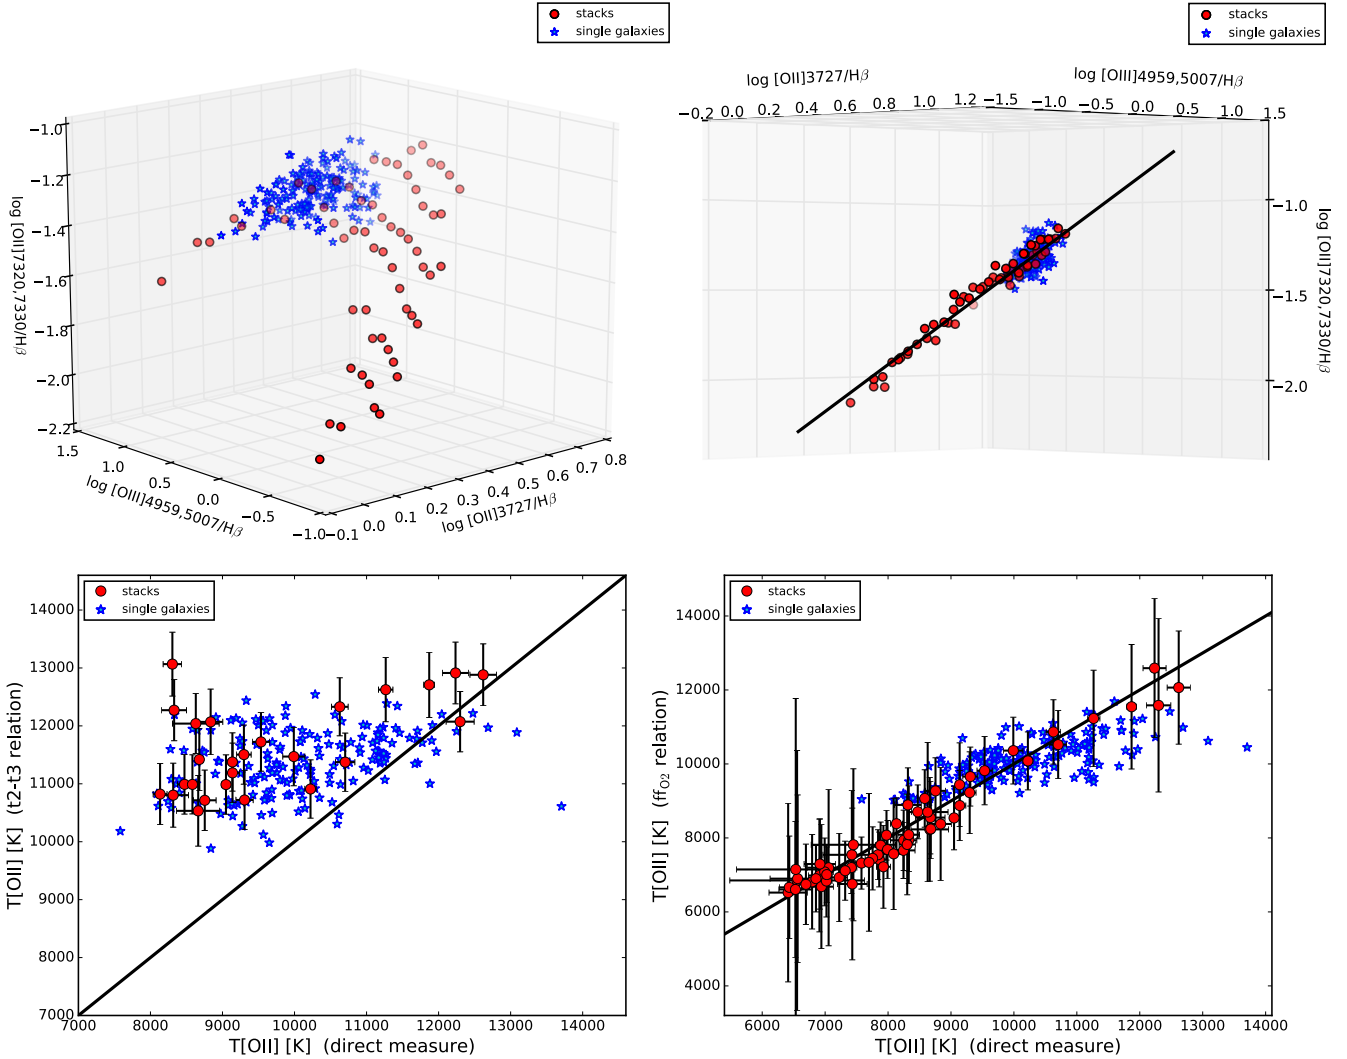 stacks
single galaxies
−1.0
−1.2
−1.4
−1.6
−1.8
−2.0
−2.2
log [OII]7320,7330/Hβ
1.5
1.0
0.5
0.0
−0.5
−1.0
log [OIII]4959,5007/Hβ
−0.1
0.0
0.1
0.2
0.3
0.4
0.5
0.6
0.7
0.8
log [OII]3727/Hβ
stacks
single galaxies
log [OII]3727/Hβ
log [OIII]4959,5007/Hβ
−0.2 0.0 0.2 0.4 0.6 0.8 1.0 1.2
−1.5 −1.0 −0.5 0.0 0.5 1.0 1.5
−1.0
−1.5
−2.0
log [OII]7320,7330/Hβ
stacks
single galaxies
14000
13000
12000
11000
10000
9000
8000
7000
T[OII] [K] (t2-t3 relation)
7000 8000 9000 10000 11000 12000 13000 14000
T[OII] [K] (direct measure)
stacks
single galaxies
14000
12000
10000
8000
6000
4000
T[OII] [K] (ff_O2 relation)
6000 7000 8000 9000 10000 11000 12000 13000 14000
T[OII] [K] (direct measure)